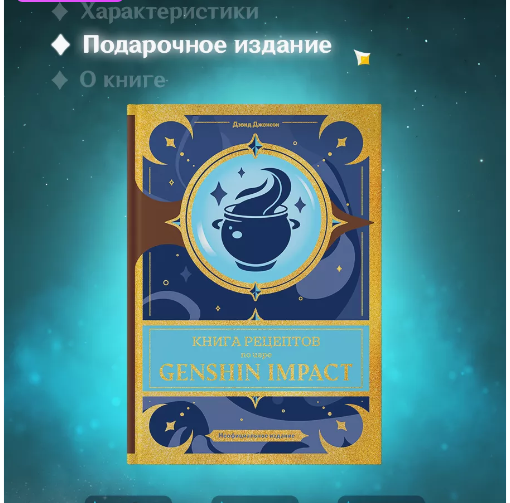 Характеристики
Подарочное издание
О книге
Дэвид Джонсон
КНИГА РЕЦЕПТОВ
по игре
GENSHIN IMPACT
Неофициальное издание